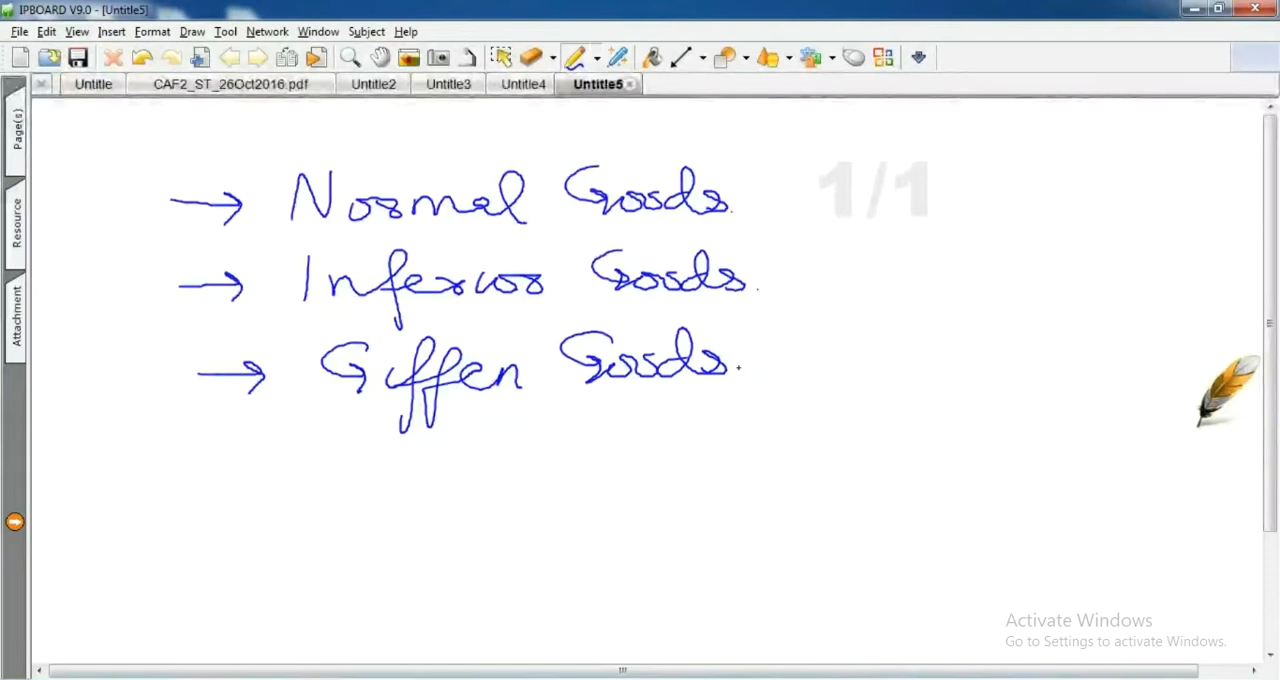 IPBOARD V9.0 - [Untitle5]
File Edit View Insert Format Draw Tool Network Window Subject Help
Untitle CAF2_ST_26Oct2016.pdf Untitle2 Untitle3 Untitle4 Untitle5
Page(s)
Resource
Attachment
1/1
→ Normal Goods.
→ Inferior Goods.
→ Giffen Goods.
Activate Windows
Go to Settings to activate Windows.